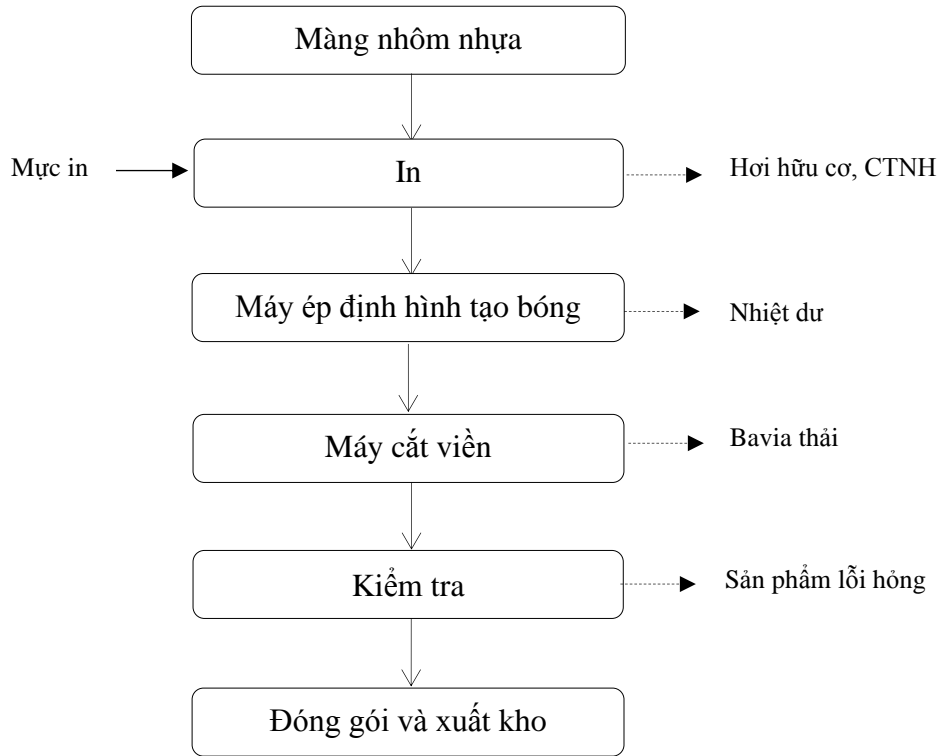 Màng nhôm nhựa
Mực in
In
Hơi hữu cơ, CTNH
Máy ép định hình tạo bóng
Nhiệt dư
Máy cắt viền
Bavia thải
Kiểm tra
Sản phẩm lỗi hỏng
Đóng gói và xuất kho